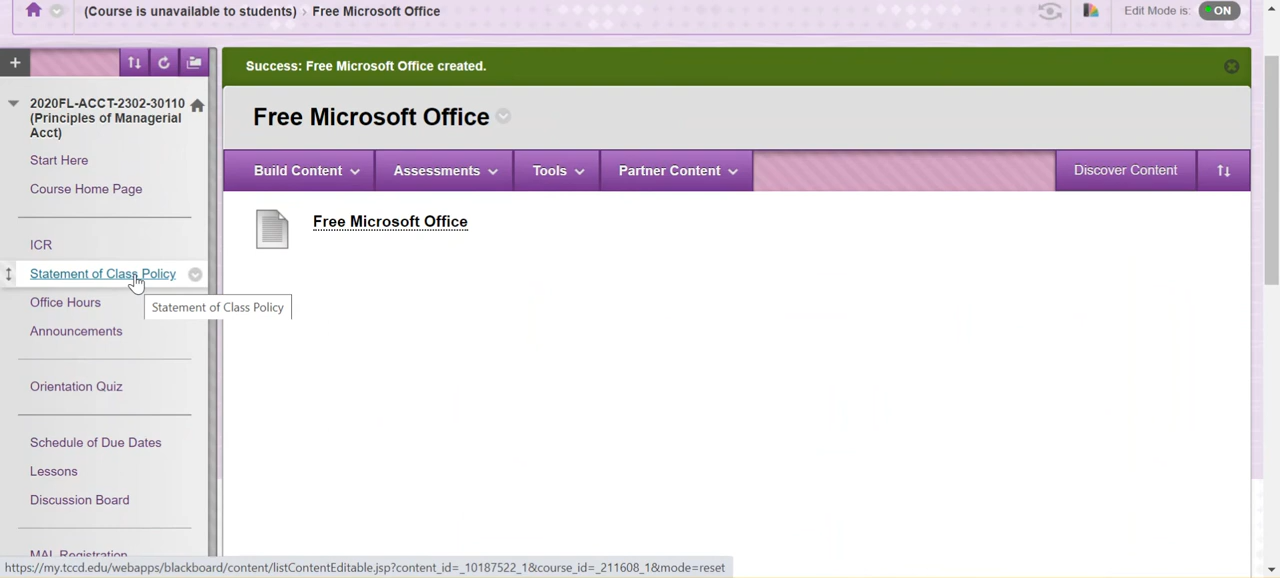 (Course is unavailable to students) › Free Microsoft Office
Edit Mode is: ON
Success: Free Microsoft Office created.
2020FL-ACCT-2302-30110
(Principles of Managerial
Acct)
Free Microsoft Office
Build Content
Assessments
Tools
Partner Content
Discover Content
Start Here
Course Home Page
Free Microsoft Office
ICR
Statement of Class Policy
Statement of Class Policy
Office Hours
Announcements
Orientation Quiz
Schedule of Due Dates
Lessons
Discussion Board
MAL Registration
https://my.tccd.edu/webapps/blackboard/content/listContentEditable.jsp?content_id=_10187522_1&course_id=_211608_1&mode=reset